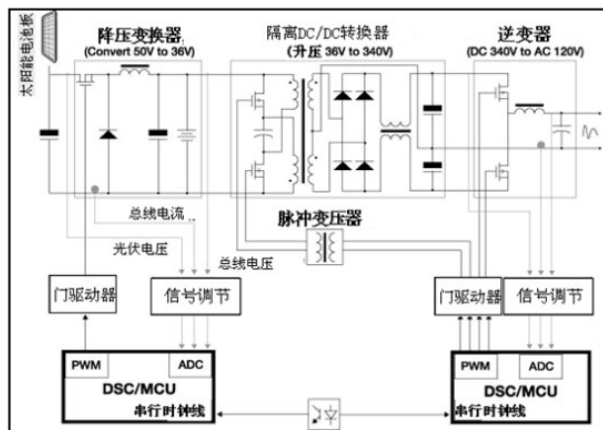 降压变换器
(Convert 50V to 36V)
隔离DC/DC转换器
(升压 36V to 340V)
逆变器
(DC 340V to AC 120V)
太阳能电池板
总线电流 ..
光伏电压
总线电压
脉冲变压器
门驱动器
信号调节
门驱动器
信号调节
PWM
ADC
DSC/MCU
串行时钟线
PWM
ADC
DSC/MCU
串行时钟线